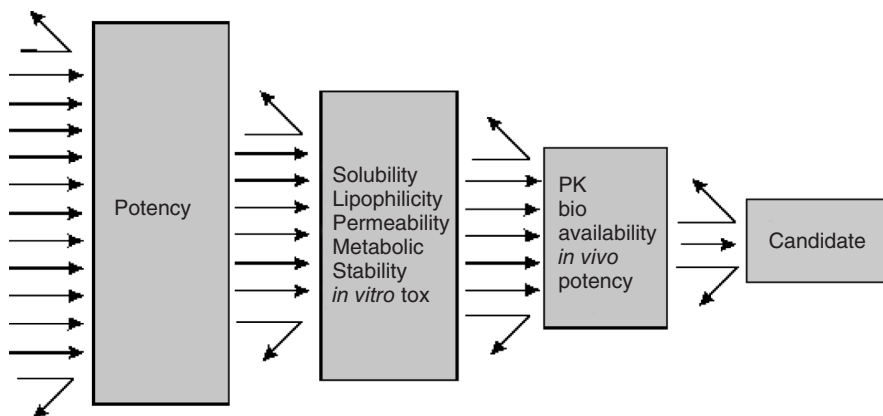 Potency
Solubility
Lipophilicity
Permeability
Metabolic
Stability
in vitro tox
PK
bio
availability
in vivo
potency
Candidate